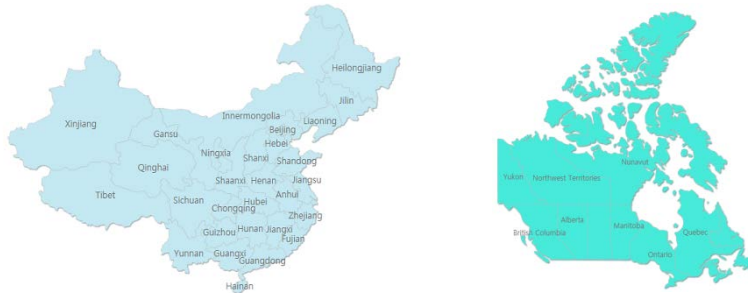 Heilongjiang
Jilin
Xinjiang
Innermongolia
Liaoning
Gansu
Beijing
Hebei
Ningxia
Shanxi
Shandong
Qinghai
Shaanxi
Henan
Jiangsu
Tibet
Sichuan
Anhui
Hubei
Chongqing
Zhejiang
Guizhou
Hunan
Jiangxi
Fujian
Yunnan
Guangxi
Guangdong
Hainan
Nunavut
Yukon
Northwest Territories
Alberta
British Columbia
Manitoba
Quebec
Ontario